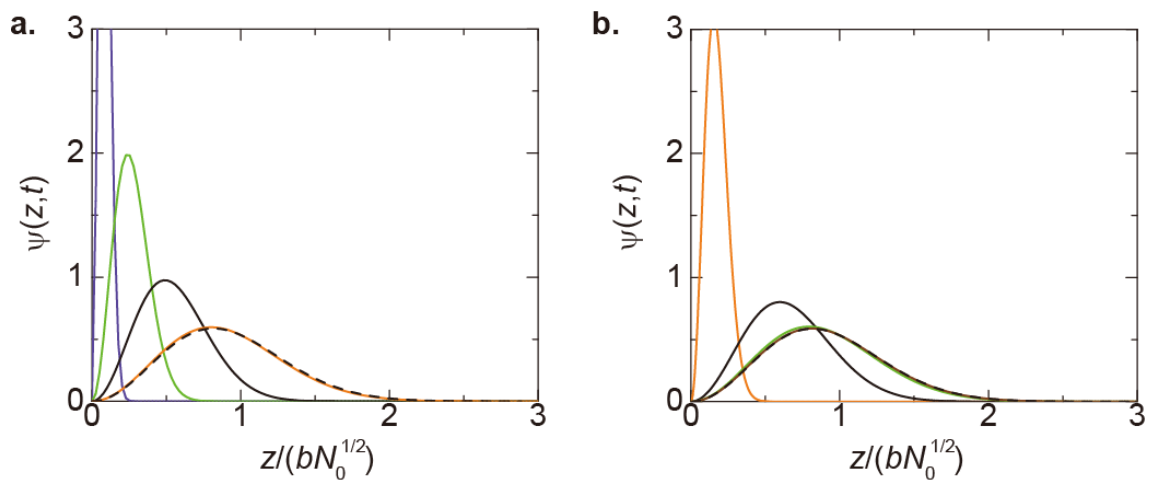 a.
3
2
1
0
ψ(z,t)
0 1 2 3
z/(bN₀^1/2)
b.
3
2
1
0
ψ(z,t)
0 1 2 3
z/(bN₀^1/2)